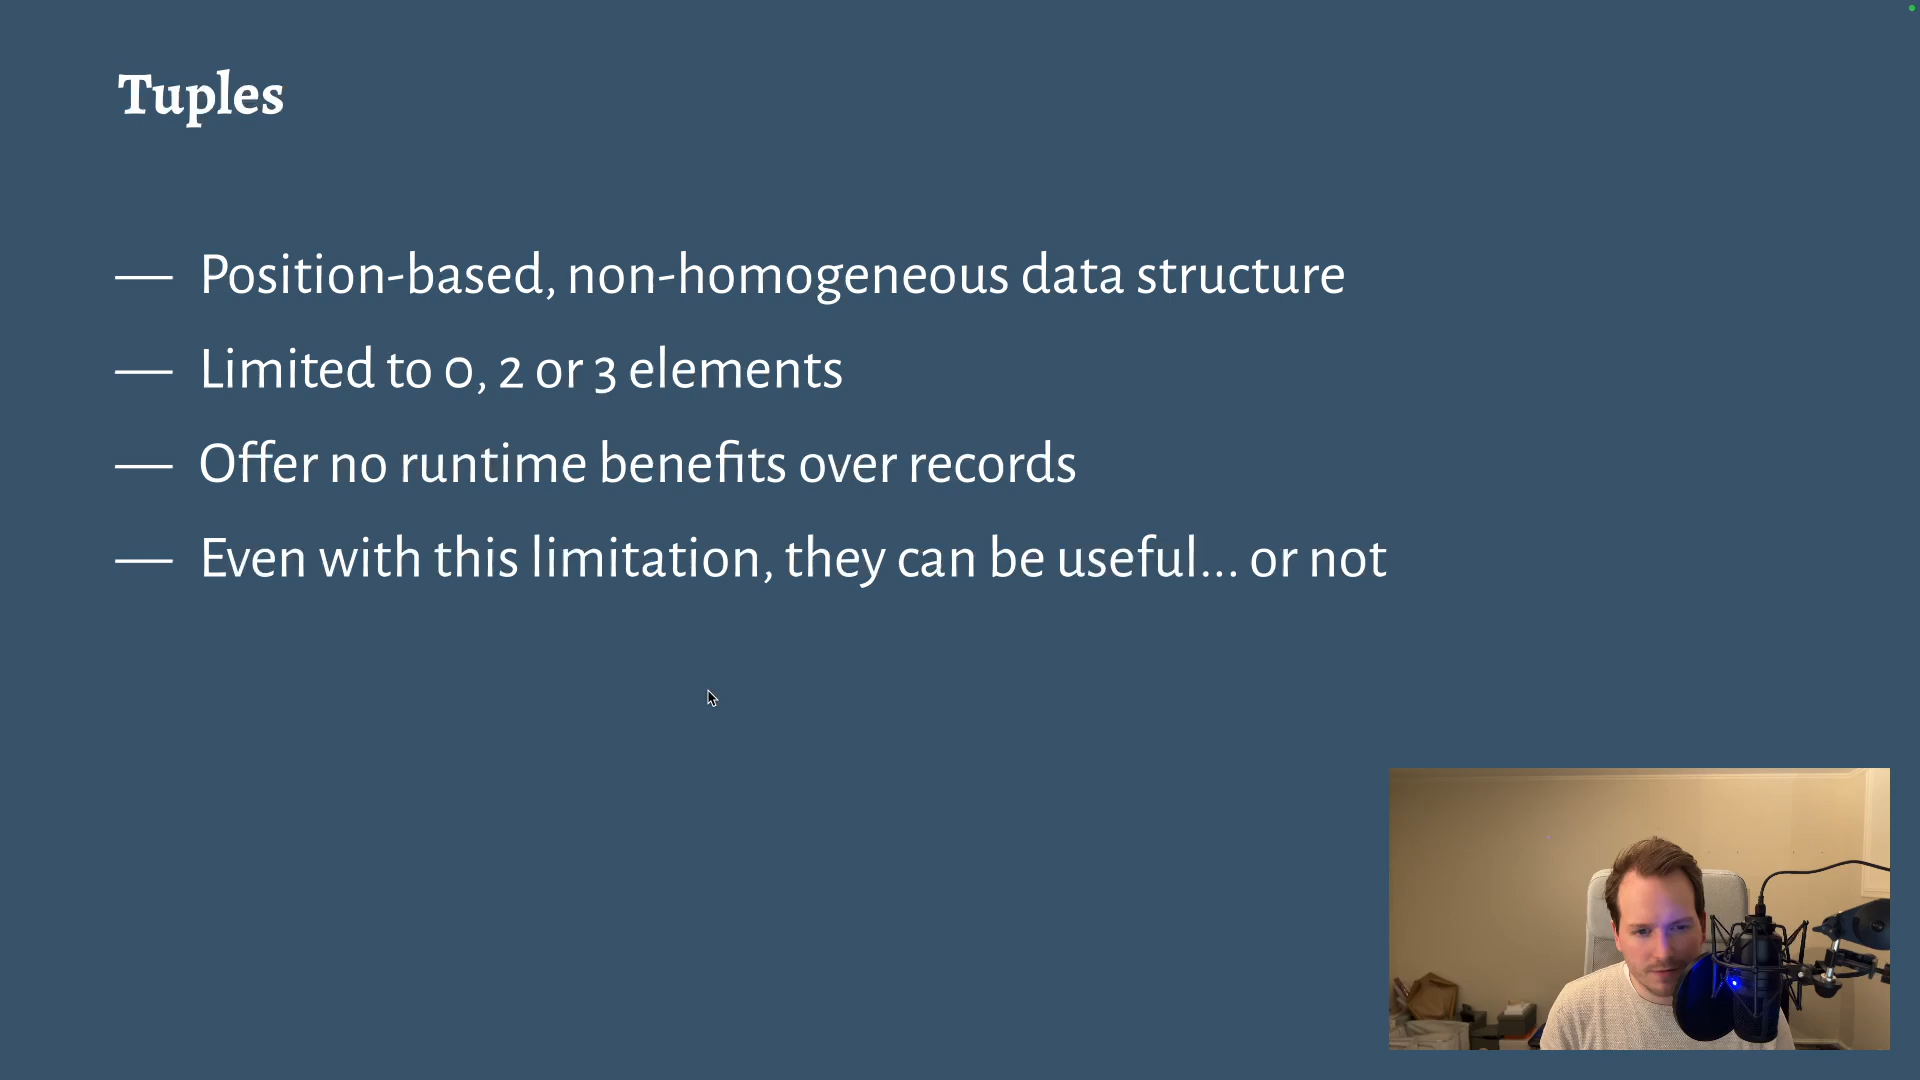 Tuples
— Position-based, non-homogeneous data structure
— Limited to 0, 2 or 3 elements
— Offer no runtime benefits over records
— Even with this limitation, they can be useful... or not